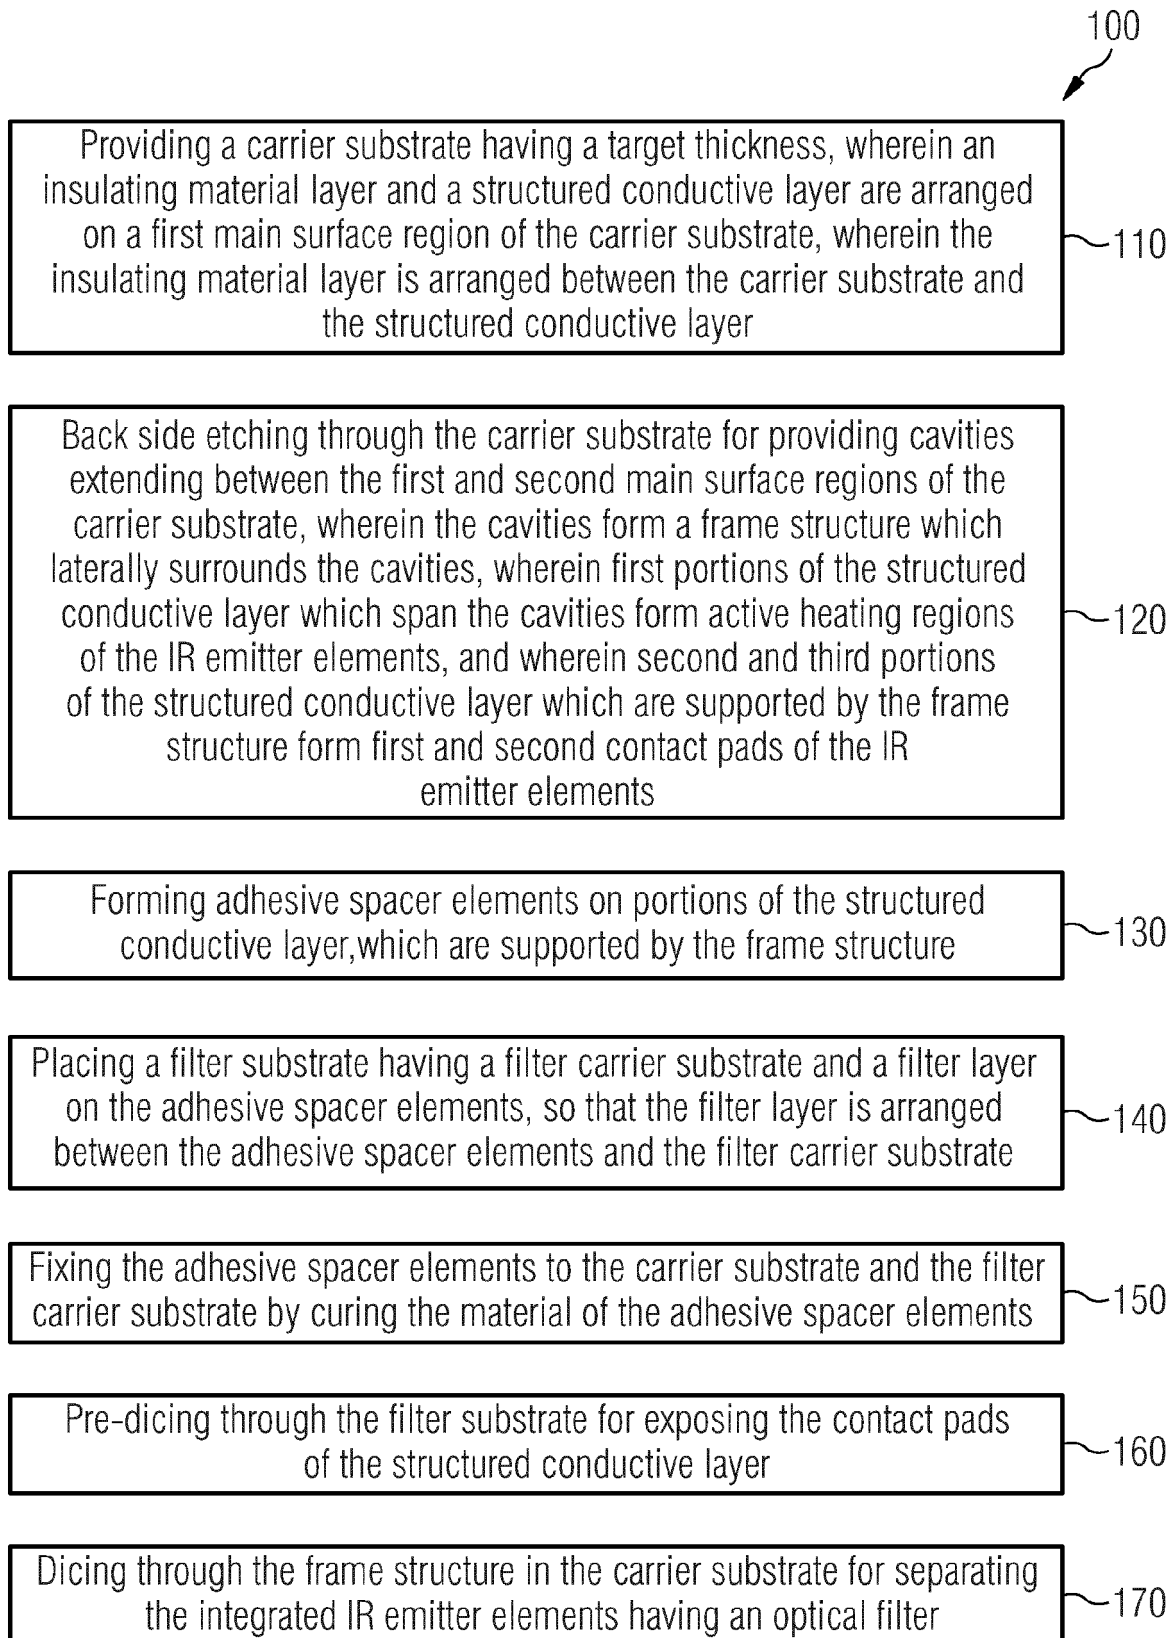 100
Providing a carrier substrate having a target thickness, wherein an
insulating material layer and a structured conductive layer are arranged
on a first main surface region of the carrier substrate, wherein the
insulating material layer is arranged between the carrier substrate and
the structured conductive layer
110
Back side etching through the carrier substrate for providing cavities
extending between the first and second main surface regions of the
carrier substrate, wherein the cavities form a frame structure which
laterally surrounds the cavities, wherein first portions of the structured
conductive layer which span the cavities form active heating regions
of the IR emitter elements, and wherein second and third portions
of the structured conductive layer which are supported by the frame
structure form first and second contact pads of the IR
emitter elements
120
Forming adhesive spacer elements on portions of the structured
conductive layer,which are supported by the frame structure
130
Placing a filter substrate having a filter carrier substrate and a filter layer
on the adhesive spacer elements, so that the filter layer is arranged
between the adhesive spacer elements and the filter carrier substrate
140
Fixing the adhesive spacer elements to the carrier substrate and the filter
carrier substrate by curing the material of the adhesive spacer elements
150
Pre-dicing through the filter substrate for exposing the contact pads
of the structured conductive layer
160
Dicing through the frame structure in the carrier substrate for separating
the integrated IR emitter elements having an optical filter
170